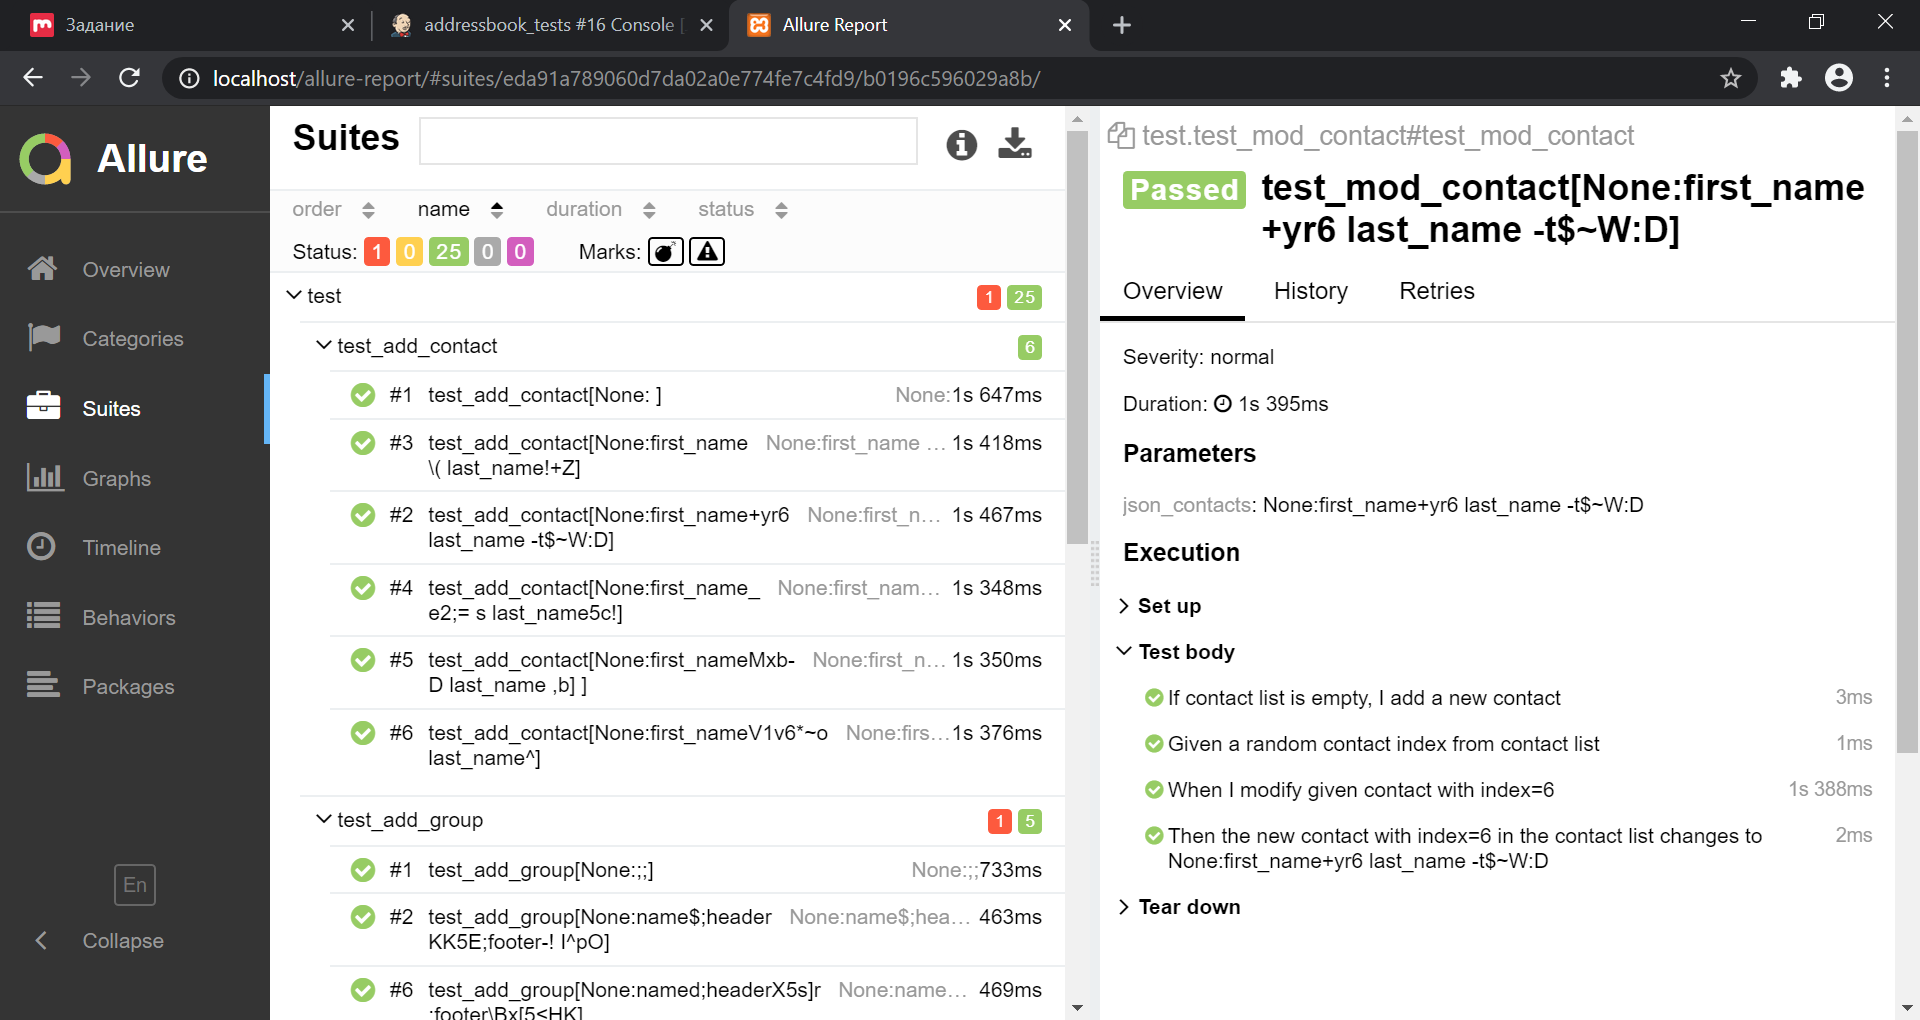 Задание
addressbook_tests #16 Console [
Allure Report
localhost/allure-report/#suites/eda91a789060d7da02a0e774fe7c4fd9/b0196c596029a8b/
Allure
Overview
Categories
Suites
Graphs
Timeline
Behaviors
Packages
En
Collapse
Suites
order name duration status
Status: 1 0 25 0 0 Marks:
test 1 25
test_add_contact 6
#1 test_add_contact[None: ] None: 1s 647ms
#3 test_add_contact[None:first_name None:first_name … 1s 418ms
\( last_name!+Z]
#2 test_add_contact[None:first_name+yr6 None:first_n… 1s 467ms
last_name -t$~W:D]
#4 test_add_contact[None:first_name_ None:first_nam… 1s 348ms
e2;= s last_name5c!]
#5 test_add_contact[None:first_nameMxb- None:first_n… 1s 350ms
D last_name ,b] ]
#6 test_add_contact[None:first_nameV1v6*~o None:firs… 1s 376ms
last_name^]
test_add_group 1 5
#1 test_add_group[None:;;] None:;; 733ms
#2 test_add_group[None:name$;header None:name$;hea… 463ms
KK5E;footer-! I^pO]
#6 test_add_group[None:named;headerX5s]r None:name… 469ms
;footer\Bx[5<HK]
test.test_mod_contact#test_mod_contact
Passed test_mod_contact[None:first_name
+yr6 last_name -t$~W:D]
Overview History Retries
Severity: normal
Duration: 1s 395ms
Parameters
json_contacts: None:first_name+yr6 last_name -t$~W:D
Execution
Set up
Test body
If contact list is empty, I add a new contact 3ms
Given a random contact index from contact list 1ms
When I modify given contact with index=6 1s 388ms
Then the new contact with index=6 in the contact list changes to 2ms
None:first_name+yr6 last_name -t$~W:D
Tear down